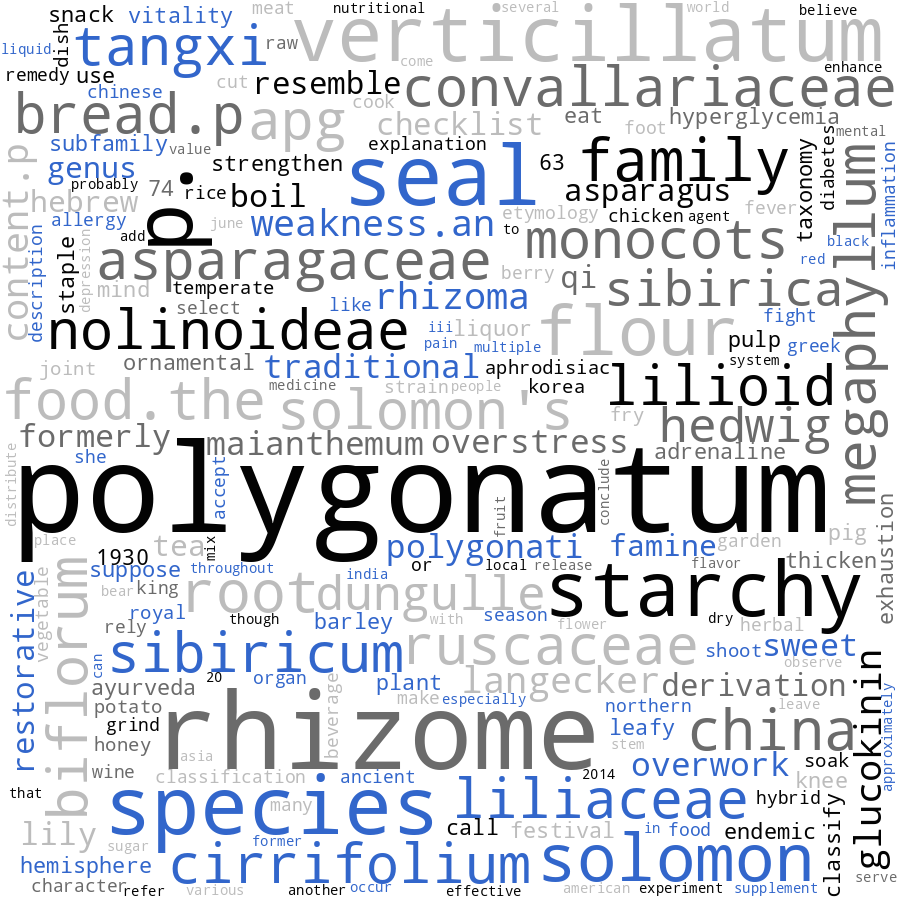 nutritional several world believe
snack vitality meat verticillatum
liquid dish tangxi raw come enhance
remedy use resemble convallariaceae
chinese cut cook
bread.p apg checklist eat hyperglycemia
subfamily value explanation foot family mental
genus strengthen seal 63 taxonomy diabetes
probably 74 rice boil asparagus
content.p hebrew p. inflammation
allergy june weakness.an etymology chicken agent fever
description staple depression add to monocots black megaphyllum
asparagaceae berry qi red
mind temperate rhizoma sibirica
select like fight
nolinoideae iii liquor flour pulp greek
pain multiple system
joint ornamental traditional aphrodisiac
medicine strain people korea lilioid
food.the solomon's fry hedwig
formerly maianthemum overstress adrenaline
distribute she accept conclude
polygonatum fruit
place mix garden pig exhaustion
1930 tea polygonati famine thicken
suppose throughout or local release flavor
india starchy
restorative vegetable bear king root dungulle
biflorum royal barley season flower dry herbal
rely though with
sibiricum ruscaceae shoot sweet
can 20 organ observe
ayurveda plant langecker derivation
potato make especially northern leave
grind rhizome beverage leafy china glucokinin approximately
honey asia stem
wine classification ancient 2014 overwork soak
knee
that species many liliaceae hybrid
lily call festival in food endemic classify
sugar former
hemisphere cirrifolium solomon serve
character refer various another occur effective american experiment supplement